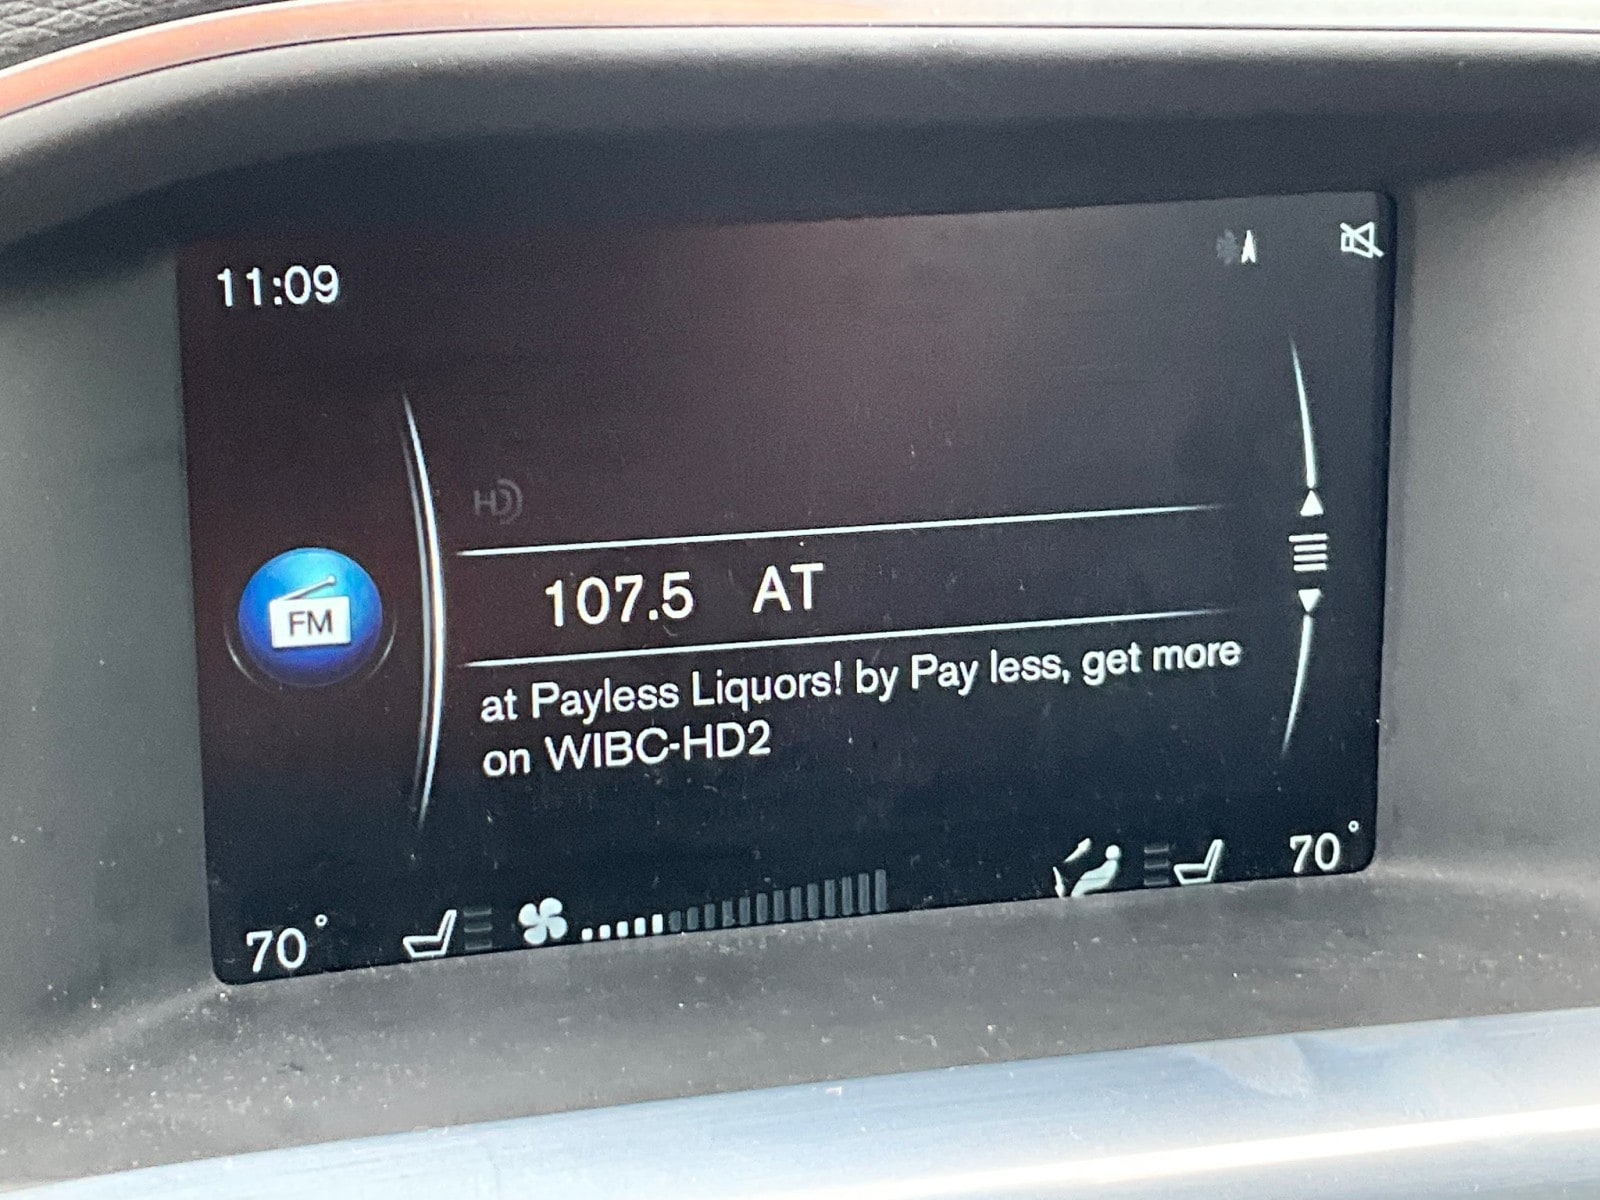 11:09
HD
107.5 AT
FM
at Payless Liquors! by Pay less, get more
on WIBC-HD2
70°
70°